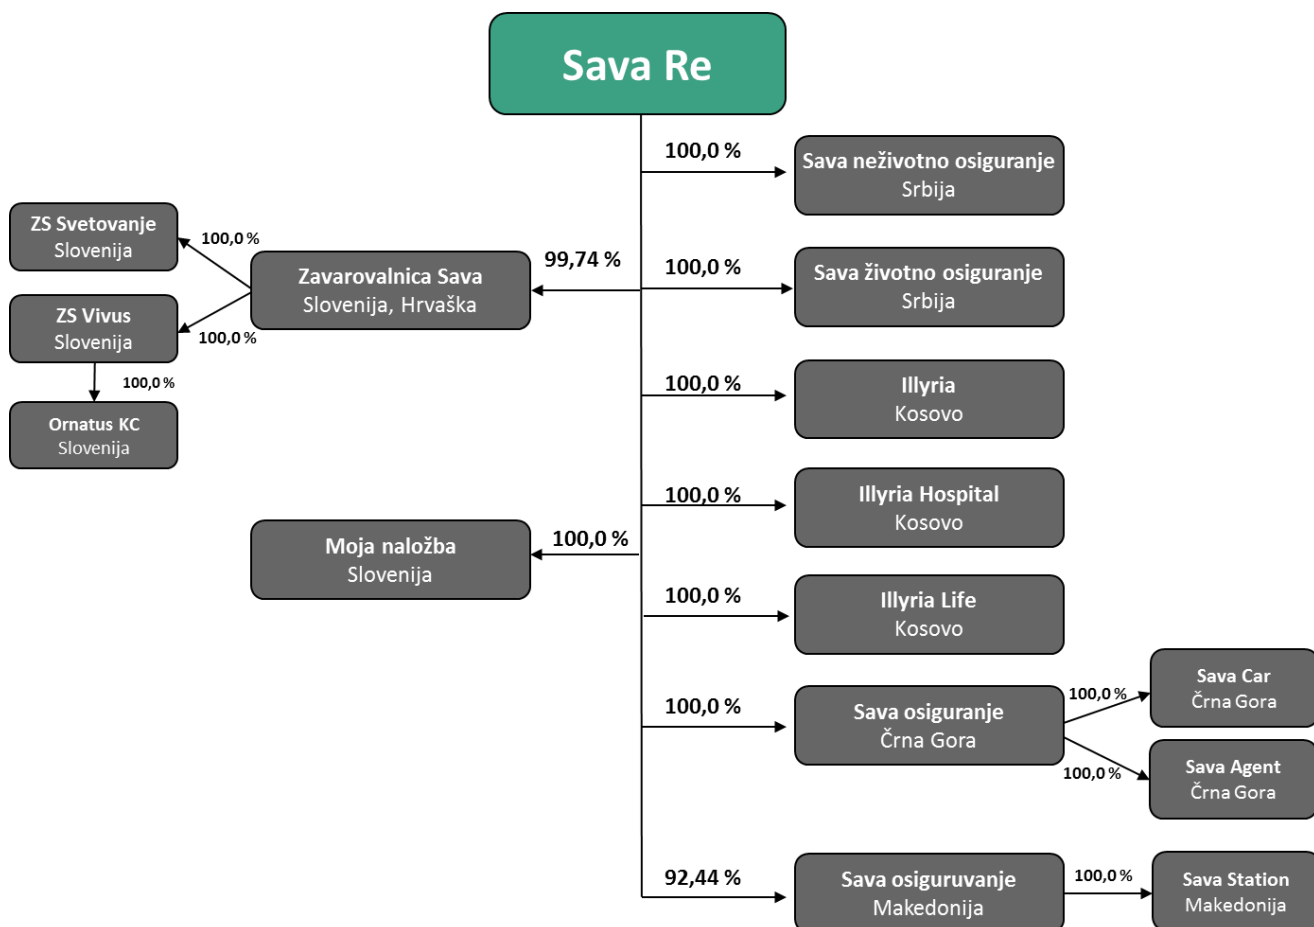 Sava Re
100,0 %
Sava neživotno osiguranje
Srbija
ZS Svetovanje
Slovenija
100,0 %
Zavarovalnica Sava
Slovenija, Hrvaška
99,74 %
100,0 %
Sava životno osiguranje
Srbija
ZS Vivus
Slovenija
100,0 %
100,0 %
Ornatus KC
Slovenija
100,0 %
Illyria
Kosovo
100,0 %
Illyria Hospital
Kosovo
Moja naložba
Slovenija
100,0 %
100,0 %
Illyria Life
Kosovo
100,0 %
Sava osiguranje
Črna Gora
100,0 %
Sava Car
Črna Gora
100,0 %
Sava Agent
Črna Gora
92,44 %
Sava osiguruvanje
Makedonija
100,0 %
Sava Station
Makedonija